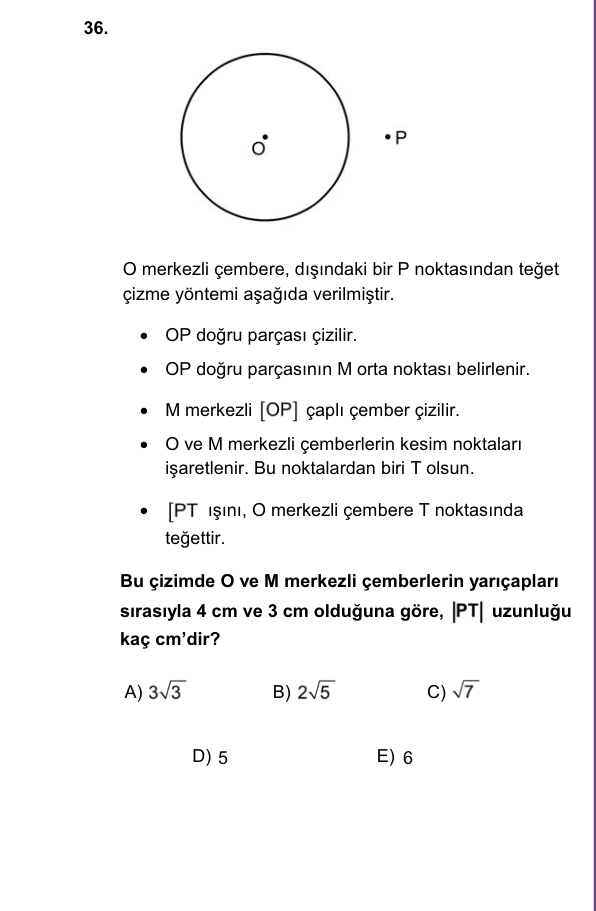 36.
O
P
O merkezli çembere, dışındaki bir P noktasından teğet
çizme yöntemi aşağıda verilmiştir.
• OP doğru parçası çizilir.
• OP doğru parçasının M orta noktası belirlenir.
• M merkezli [OP] çaplı çember çizilir.
• O ve M merkezli çemberlerin kesim noktaları
işaretlenir. Bu noktalardan biri T olsun.
• [PT ışını, O merkezli çembere T noktasında
teğettir.
Bu çizimde O ve M merkezli çemberlerin yarıçapları
sırasıyla 4 cm ve 3 cm olduğuna göre, |PT| uzunluğu
kaç cm’dir?
A) 3√3 B) 2√5 C) √7
D) 5 E) 6